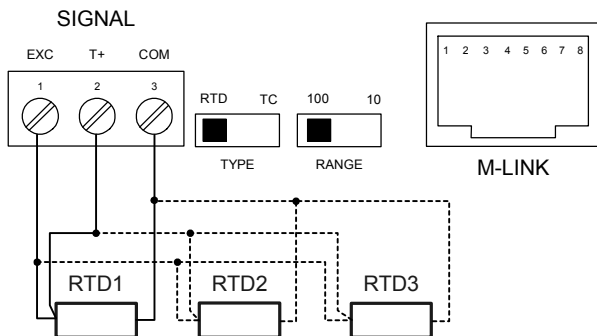 SIGNAL
EXC T+ COM
1 2 3
RTD TC
TYPE
100 10
RANGE
1 2 3 4 5 6 7 8
M-LINK
RTD1 RTD2 RTD3